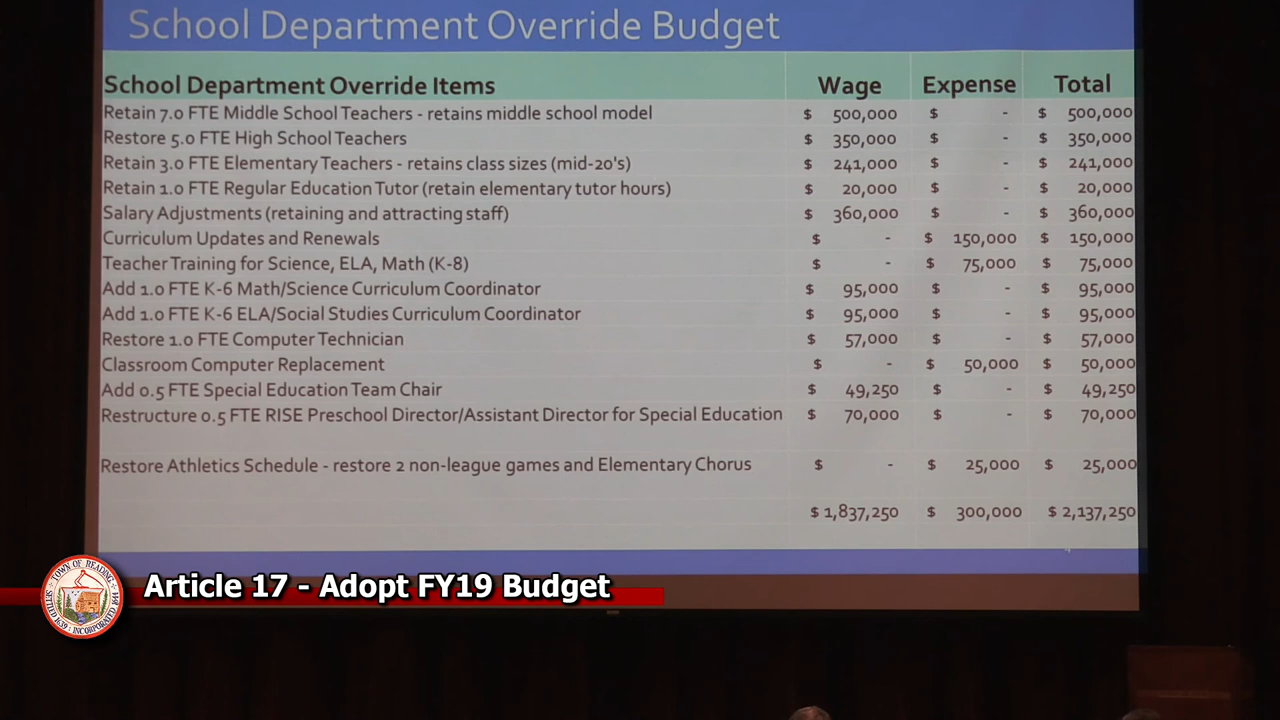 School Department Override Budget
School Department Override Items Wage Expense Total
Retain 7.0 FTE Middle School Teachers - retains middle school model $ 500,000 $ - $ 500,000
Restore 5.0 FTE High School Teachers $ 350,000 $ - $ 350,000
Retain 3.0 FTE Elementary Teachers - retains class sizes (mid-20's) $ 241,000 $ - $ 241,000
Retain 1.0 FTE Regular Education Tutor (retain elementary tutor hours) $ 20,000 $ - $ 20,000
Salary Adjustments (retaining and attracting staff) $ 360,000 $ - $ 360,000
Curriculum Updates and Renewals $ - $ 150,000 $ 150,000
Teacher Training for Science, ELA, Math (K-8) $ - $ 75,000 $ 75,000
Add 1.0 FTE K-6 Math/Science Curriculum Coordinator $ 95,000 $ - $ 95,000
Add 1.0 FTE K-6 ELA/Social Studies Curriculum Coordinator $ 95,000 $ - $ 95,000
Restore 1.0 FTE Computer Technician $ 57,000 $ - $ 57,000
Classroom Computer Replacement $ - $ 50,000 $ 50,000
Add 0.5 FTE Special Education Team Chair $ 49,250 $ - $ 49,250
Restructure 0.5 FTE RISE Preschool Director/Assistant Director for Special Education $ 70,000 $ - $ 70,000
Restore Athletics Schedule - restore 2 non-league games and Elementary Chorus $ - $ 25,000 $ 25,000
$ 1,837,250 $ 300,000 $ 2,137,250
4
Article 17 - Adopt FY19 Budget
TOWN OF READING
SETTLED 1639 INCORPORATED 1644